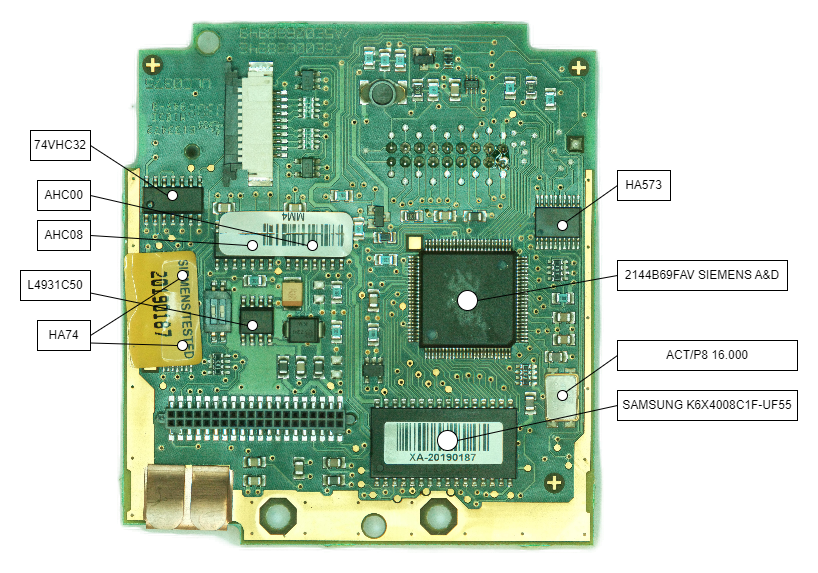 74VHC32
AHC00
AHC08
L4931C50
HA74
HA573
2144B69FAV SIEMENS A&D
ACT/P8 16.000
SAMSUNG K6X4008C1F-UF55
MM4
SIEMENS TESTED
20190187
XA-20190187